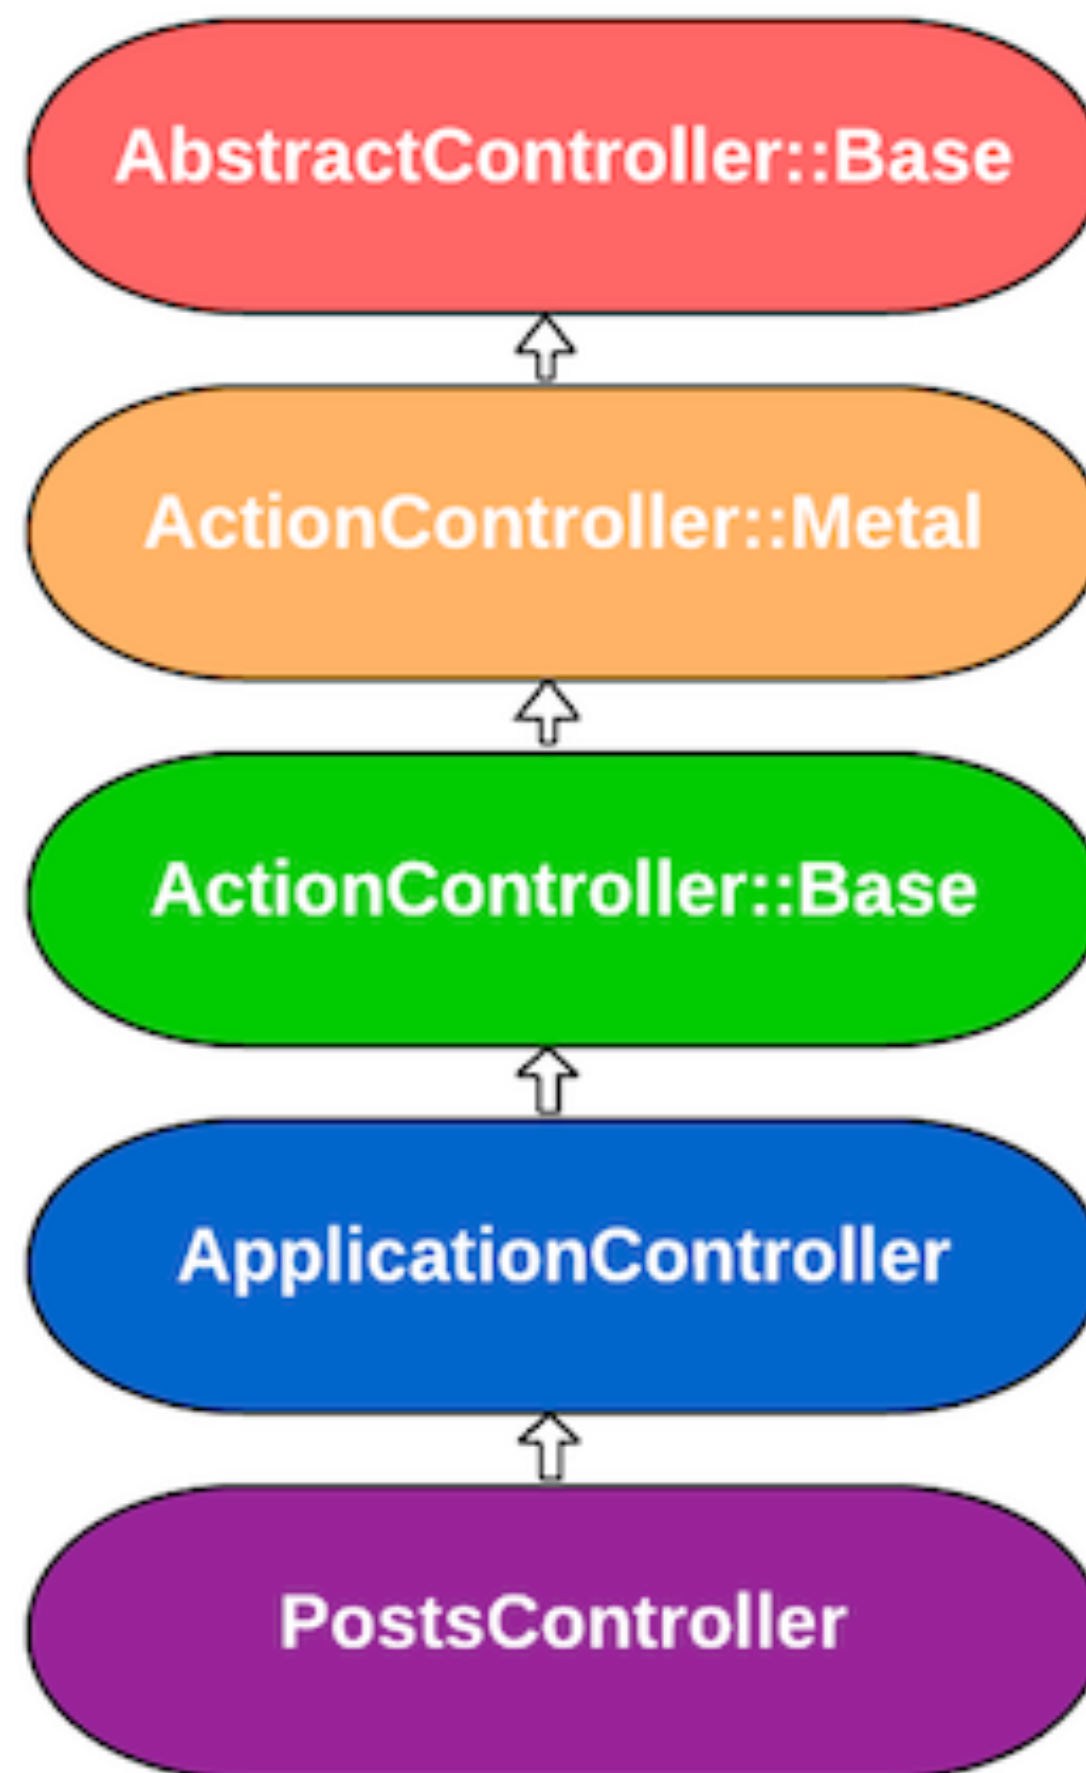 AbstractController::Base
ActionController::Metal
ActionController::Base
ApplicationController
PostsController